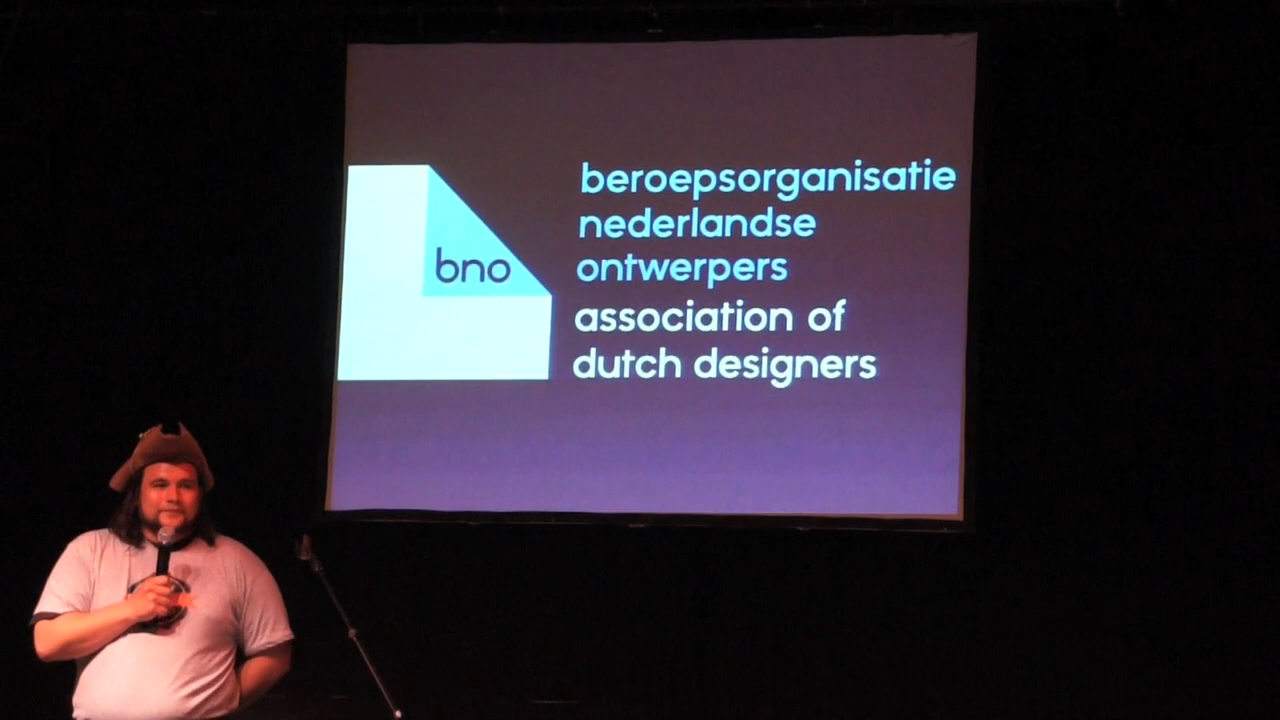 bno
beroepsorganisatie
nederlandse
ontwerpers
association of
dutch designers